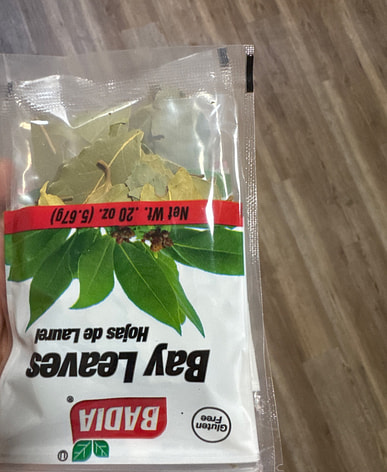 BADIA®
Gluten
Free
Bay Leaves
Hojas de Laurel
Net Wt. .20 oz. (5.67g)